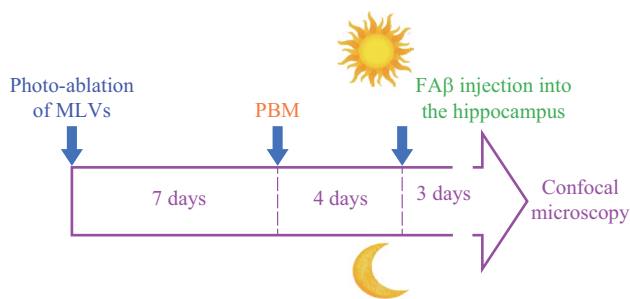 Photo-ablation
of MLVs
PBM
FAβ injection into
the hippocampus
7 days
4 days
3 days
Confocal
microscopy